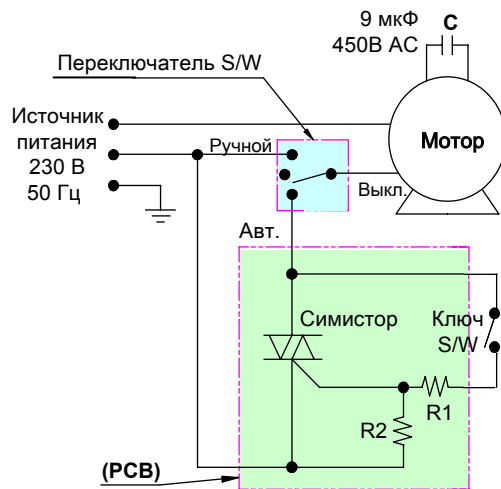 9 мкФ
450В AC
C
Переключатель S/W
Источник
питания
230 В
50 Гц
Ручной
Мотор
Выкл.
Авт.
Симистор
Ключ
S/W
R1
R2
(PCB)